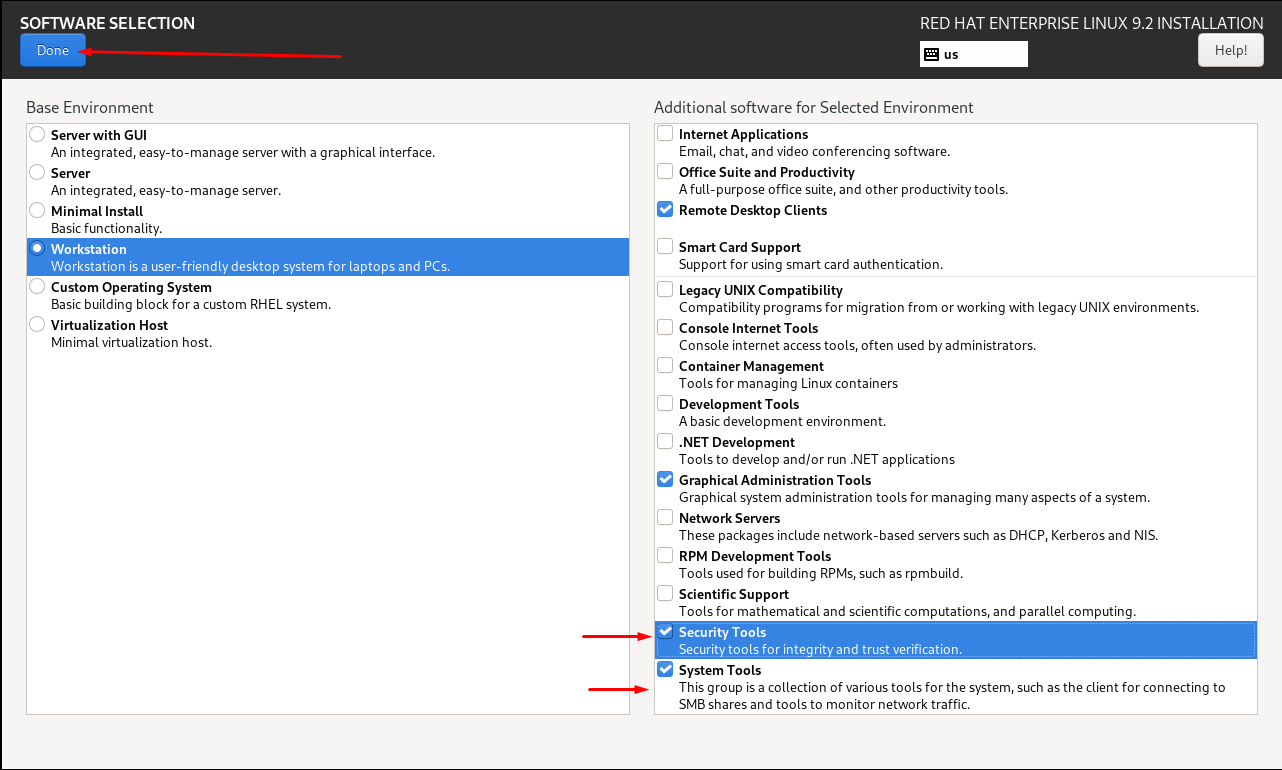 SOFTWARE SELECTION
RED HAT ENTERPRISE LINUX 9.2 INSTALLATION
Done
us
Help!
Base Environment
Server with GUI
An integrated, easy-to-manage server with a graphical interface.
Server
An integrated, easy-to-manage server.
Minimal Install
Basic functionality.
Workstation
Workstation is a user-friendly desktop system for laptops and PCs.
Custom Operating System
Basic building block for a custom RHEL system.
Virtualization Host
Minimal virtualization host.
Additional software for Selected Environment
Internet Applications
Email, chat, and video conferencing software.
Office Suite and Productivity
A full-purpose office suite, and other productivity tools.
Remote Desktop Clients
Smart Card Support
Support for using smart card authentication.
Legacy UNIX Compatibility
Compatibility programs for migration from or working with legacy UNIX environments.
Console Internet Tools
Console internet access tools, often used by administrators.
Container Management
Tools for managing Linux containers
Development Tools
A basic development environment.
.NET Development
Tools to develop and/or run .NET applications
Graphical Administration Tools
Graphical system administration tools for managing many aspects of a system.
Network Servers
These packages include network-based servers such as DHCP, Kerberos and NIS.
RPM Development Tools
Tools used for building RPMs, such as rpmbuild.
Scientific Support
Tools for mathematical and scientific computations, and parallel computing.
Security Tools
Security tools for integrity and trust verification.
System Tools
This group is a collection of various tools for the system, such as the client for connecting to
SMB shares and tools to monitor network traffic.